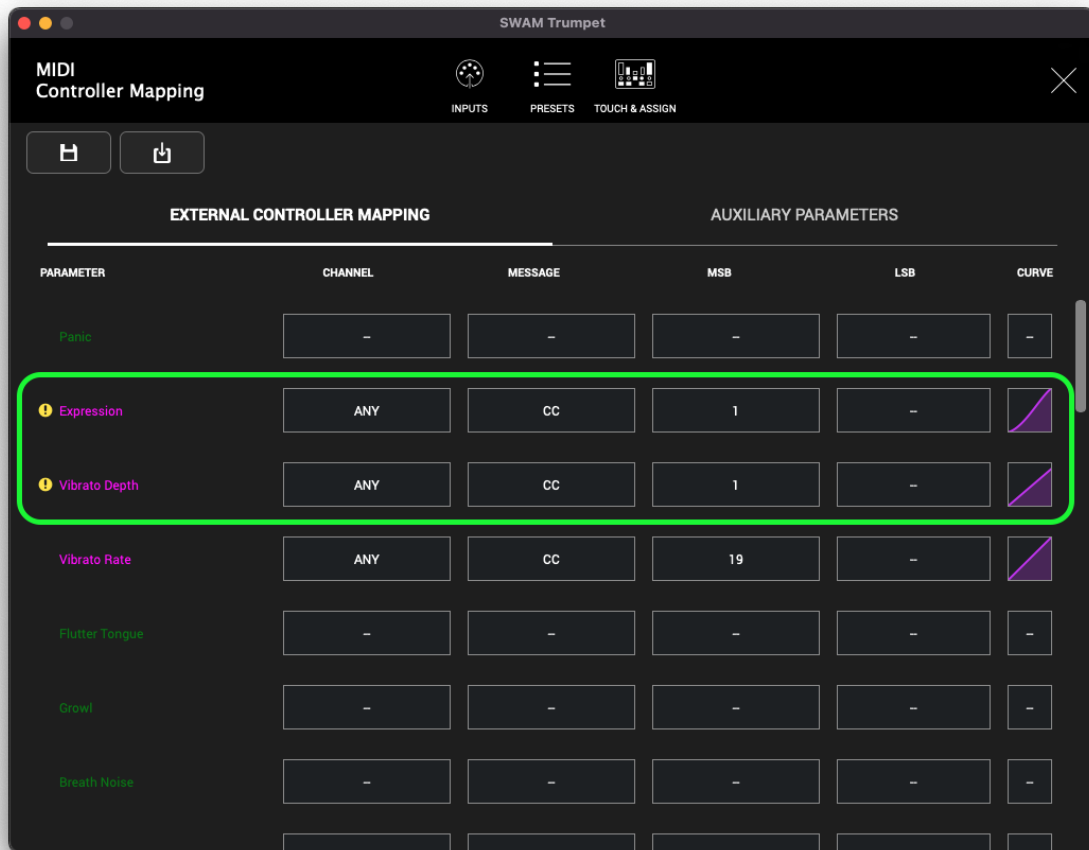 SWAM Trumpet
MIDI
Controller Mapping
INPUTS
PRESETS
TOUCH & ASSIGN
EXTERNAL CONTROLLER MAPPING
AUXILIARY PARAMETERS
PARAMETER CHANNEL MESSAGE MSB LSB CURVE
Panic – – – – –
! Expression ANY CC 1 –
! Vibrato Depth ANY CC 1 –
Vibrato Rate ANY CC 19 –
Flutter Tongue – – – – –
Growl – – – – –
Breath Noise – – – – –